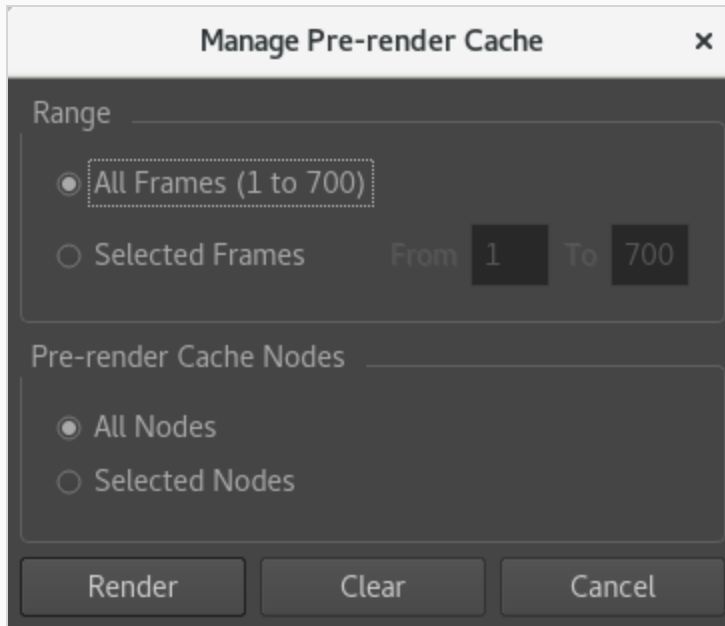 Manage Pre-render Cache ×
Range
All Frames (1 to 700)
Selected Frames From 1 To 700
Pre-render Cache Nodes
All Nodes
Selected Nodes
Render Clear Cancel